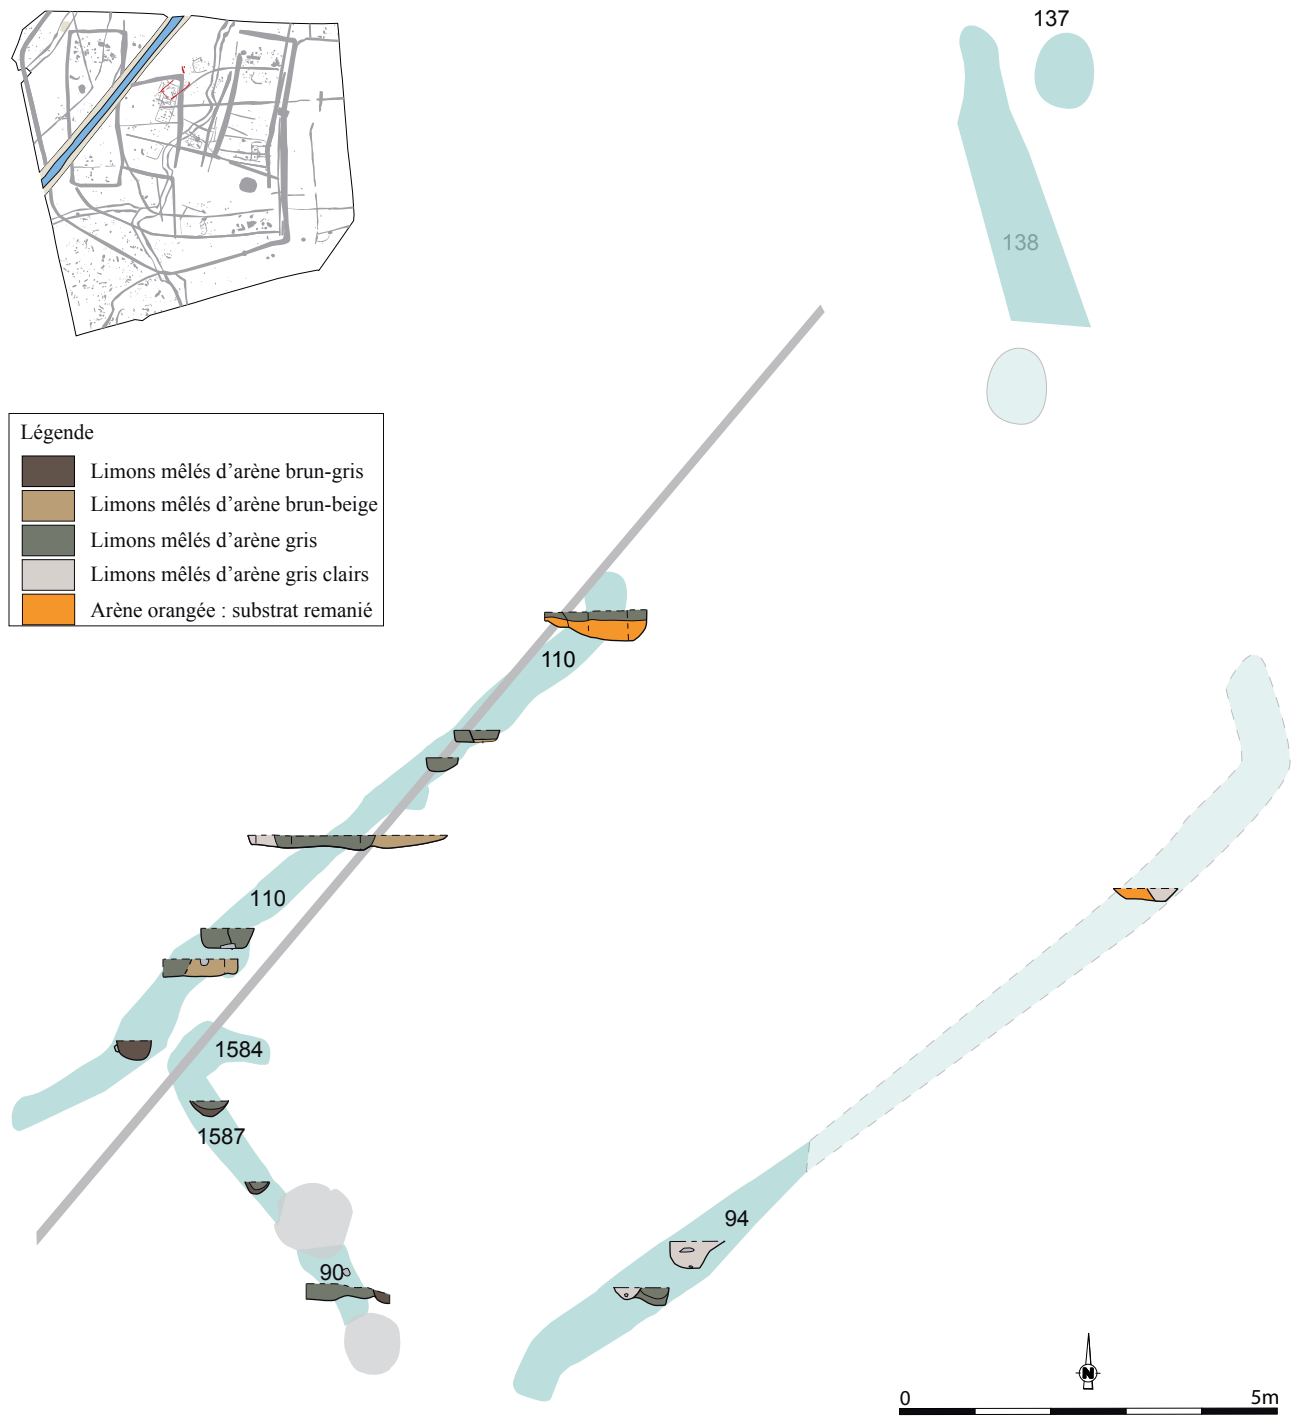 137
138
Légende
Limons mêlés d'arène brun-gris
Limons mêlés d'arène brun-beige
Limons mêlés d'arène gris
Limons mêlés d'arène gris clairs
Arène orangée : substrat remanié
110
110
1584
1587
94
90
N
0 5m